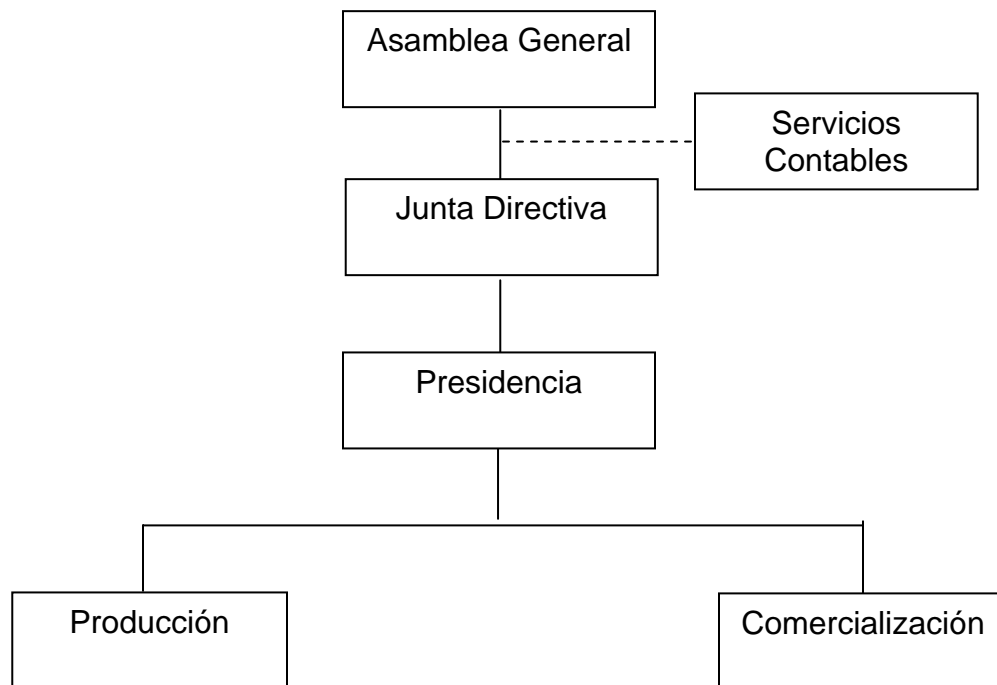 Asamblea General
Servicios
Contables
Junta Directiva
Presidencia
Producción
Comercialización